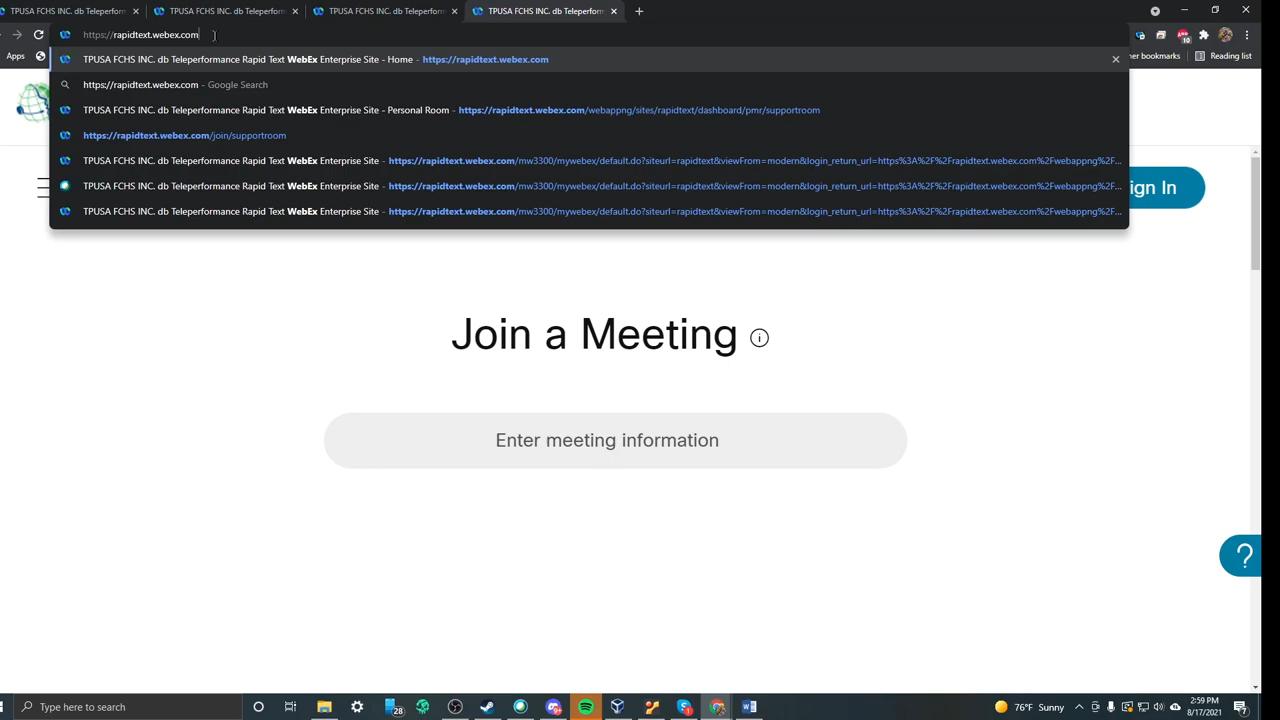 TPUSA FCHS INC. db Teleperform
TPUSA FCHS INC. db Teleperform
TPUSA FCHS INC. db Teleperform
TPUSA FCHS INC. db Teleperform
https://rapidtext.webex.com
Apps
TPUSA FCHS INC. db Teleperformance Rapid Text WebEx Enterprise Site - Home - https://rapidtext.webex.com
her bookmarks
Reading list
https://rapidtext.webex.com - Google Search
TPUSA FCHS INC. db Teleperformance Rapid Text WebEx Enterprise Site - Personal Room - https://rapidtext.webex.com/webappng/sites/rapidtext/dashboard/pmr/supportroom
https://rapidtext.webex.com/join/supportroom
TPUSA FCHS INC. db Teleperformance Rapid Text WebEx Enterprise Site - https://rapidtext.webex.com/mw3300/mywebex/default.do?siteurl=rapidtext&viewFrom=modern&login_return_url=https%3A%2F%2Frapidtext.webex.com%2Fwebappng%2F...
TPUSA FCHS INC. db Teleperformance Rapid Text WebEx Enterprise Site - https://rapidtext.webex.com/mw3300/mywebex/default.do?siteurl=rapidtext&viewFrom=modern&login_return_url=https%3A%2F%2Frapidtext.webex.com%2Fwebappng%2F...
TPUSA FCHS INC. db Teleperformance Rapid Text WebEx Enterprise Site - https://rapidtext.webex.com/mw3300/mywebex/default.do?siteurl=rapidtext&viewFrom=modern&login_return_url=https%3A%2F%2Frapidtext.webex.com%2Fwebappng%2F...
ign In
Join a Meeting
Enter meeting information
?
Type here to search
28
76°F Sunny
2:59 PM
8/17/2021
7